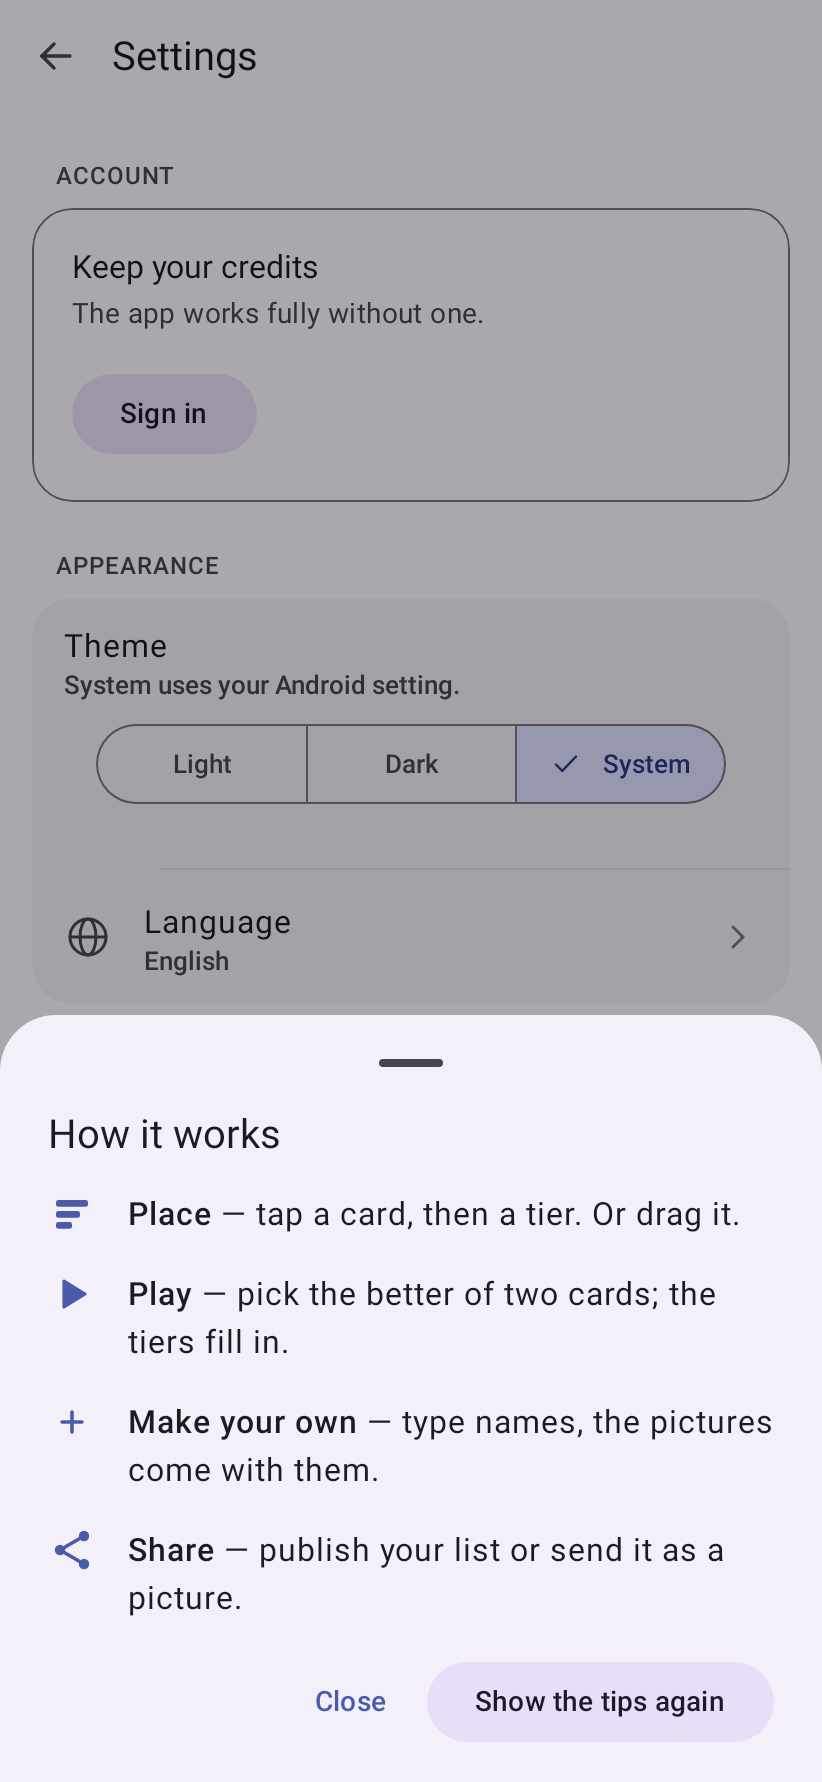 Settings
ACCOUNT
Keep your credits
The app works fully without one.
Sign in
APPEARANCE
Theme
System uses your Android setting.
Light
Dark
System
Language
English
How it works
Place — tap a card, then a tier. Or drag it.
Play — pick the better of two cards; the
tiers fill in.
Make your own — type names, the pictures
come with them.
Share — publish your list or send it as a
picture.
Close
Show the tips again